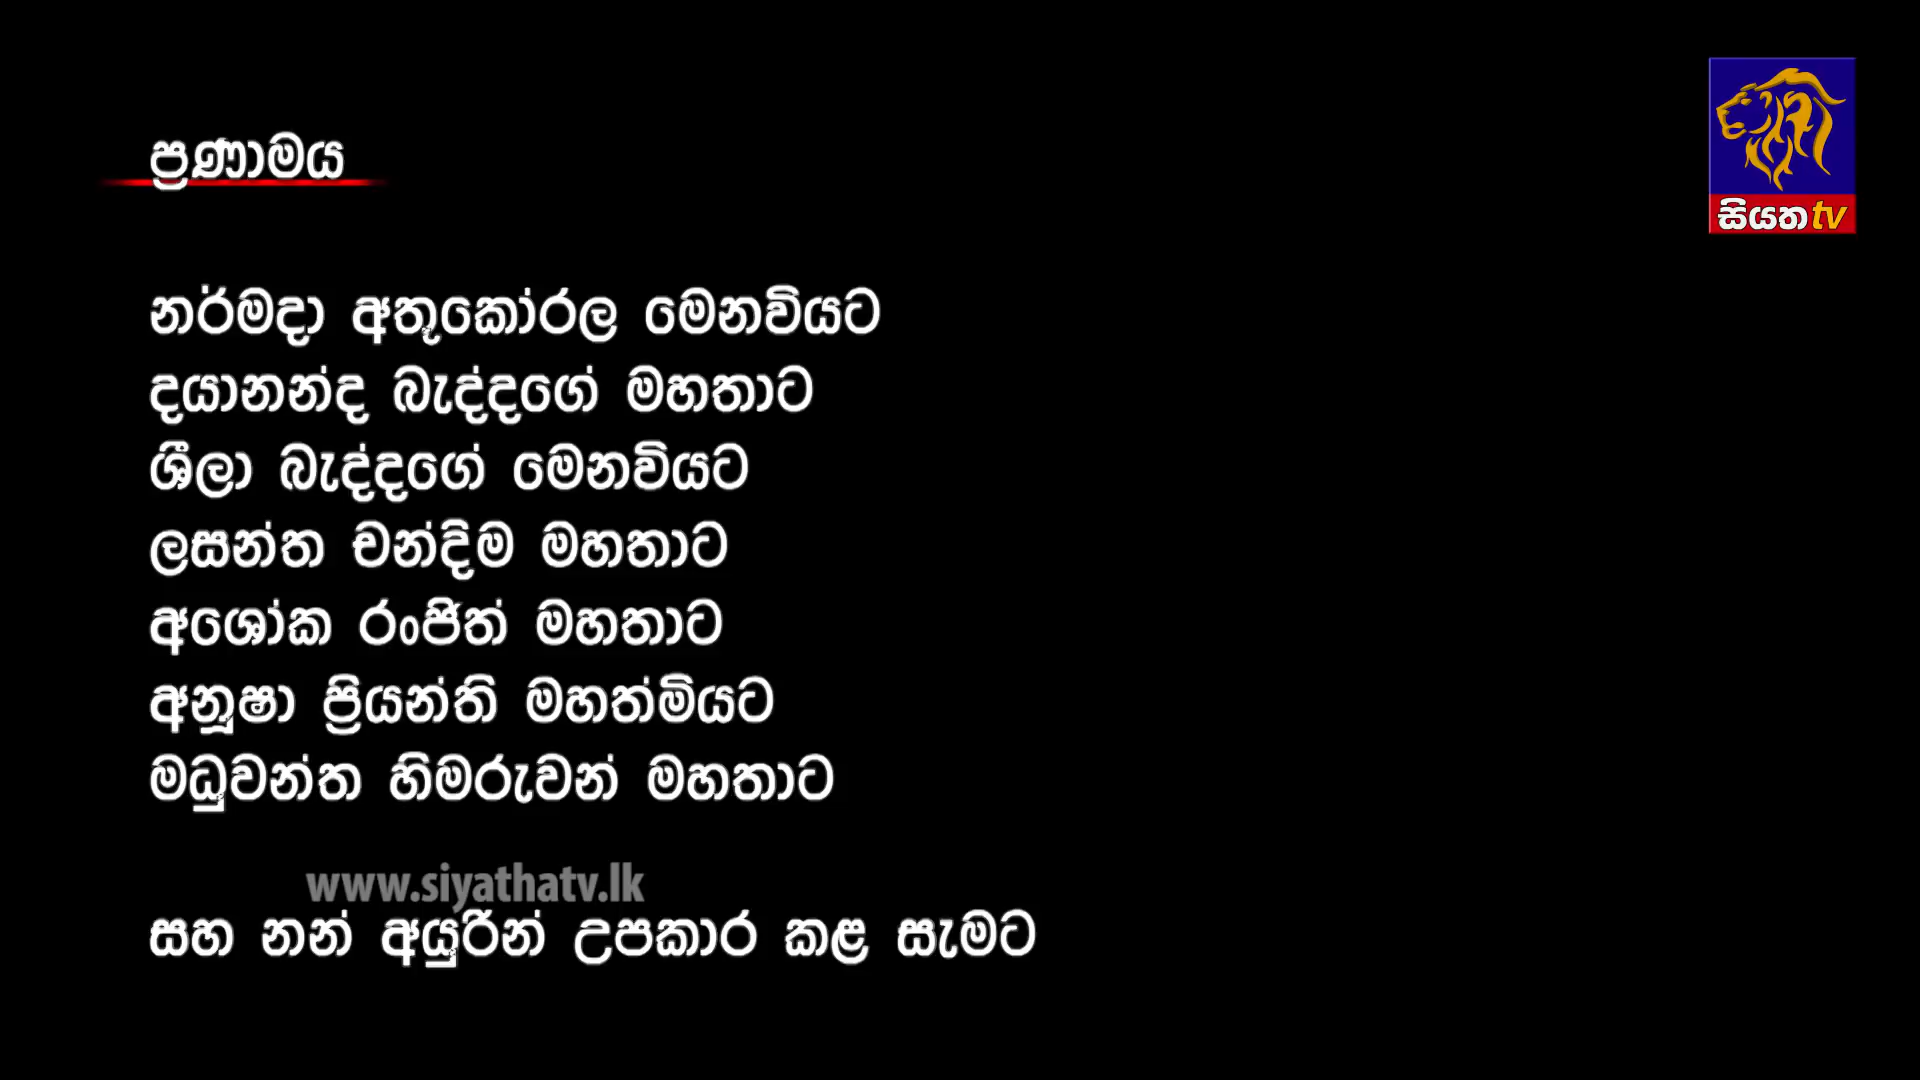 ප්‍රණාමය
සියත tv
නර්මදා අතුකෝරල මෙනවියට
දයානන්ද බැද්දගේ මහතාට
ශීලා බැද්දගේ මෙනවියට
ලසන්ත චන්දිම මහතාට
අශෝක රංජිත් මහතාට
අනූෂා ප්‍රියන්ති මහත්මියට
මධුවන්ත හිමරුවන් මහතාට
www.siyathatv.lk
සහ නන් අයුරින් උපකාර කළ සැමට